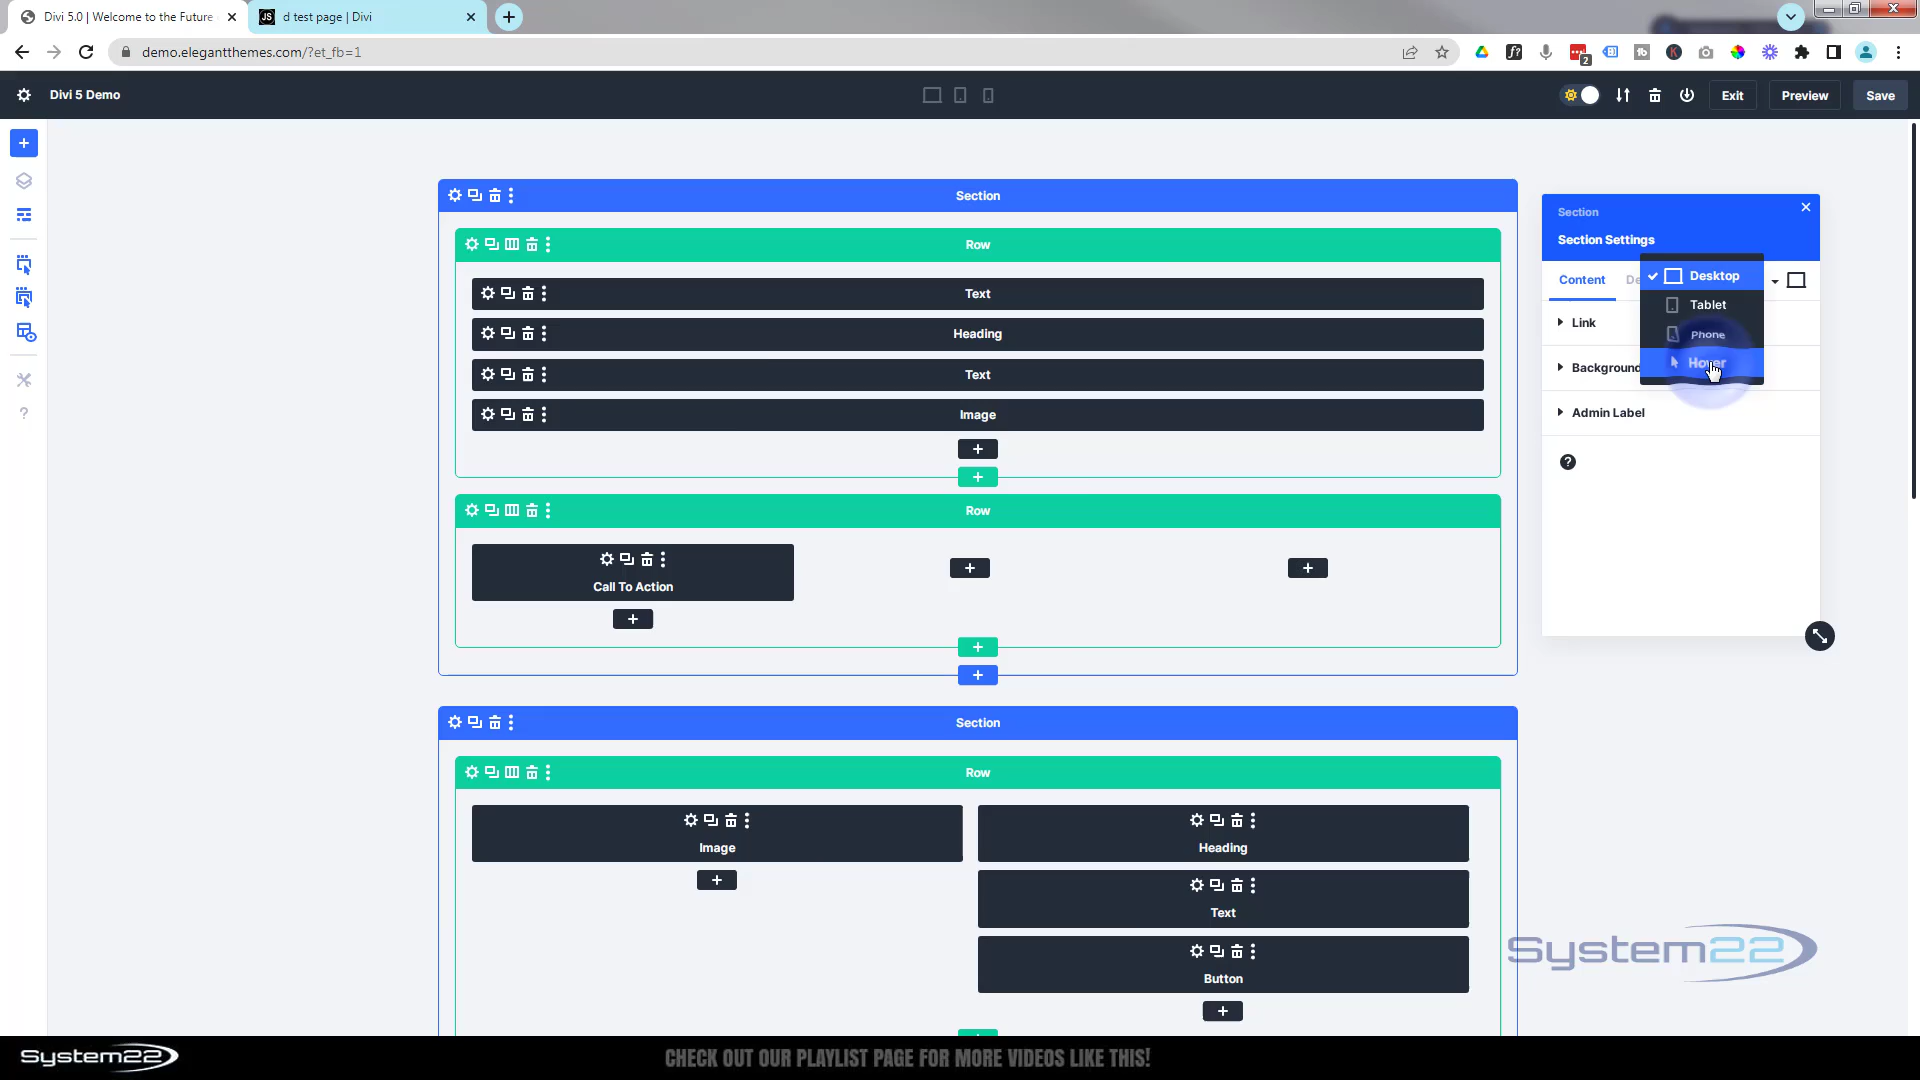 Divi 5.0 | Welcome to the Future
d test page | Divi
demo.elegantthemes.com/?et_fb=1
2
Divi 5 Demo
Exit
Preview
Save
Section
Row
Text
Heading
Text
Image
Row
Call To Action
Section
Row
Image
Heading
Text
Button
Section
Section Settings
Content
De
Desktop
Tablet
Phone
Hover
Link
Background
Admin Label
System22
System22
CHECK OUT OUR PLAYLIST PAGE FOR MORE VIDEOS LIKE THIS!